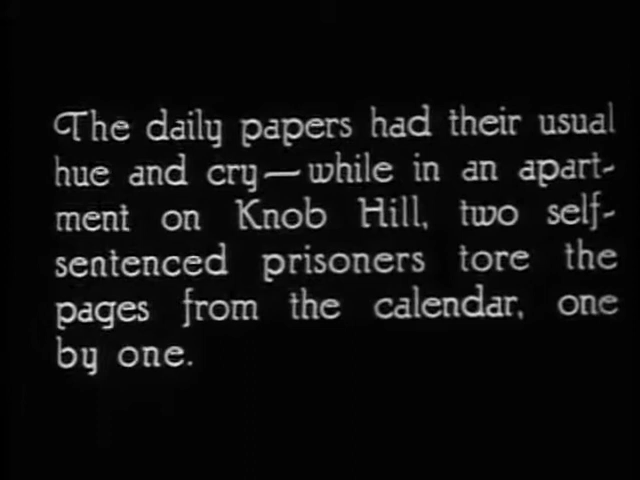 The daily papers had their usual
hue and cry—while in an apart-
ment on Knob Hill, two self-
sentenced prisoners tore the
pages from the calendar, one
by one.